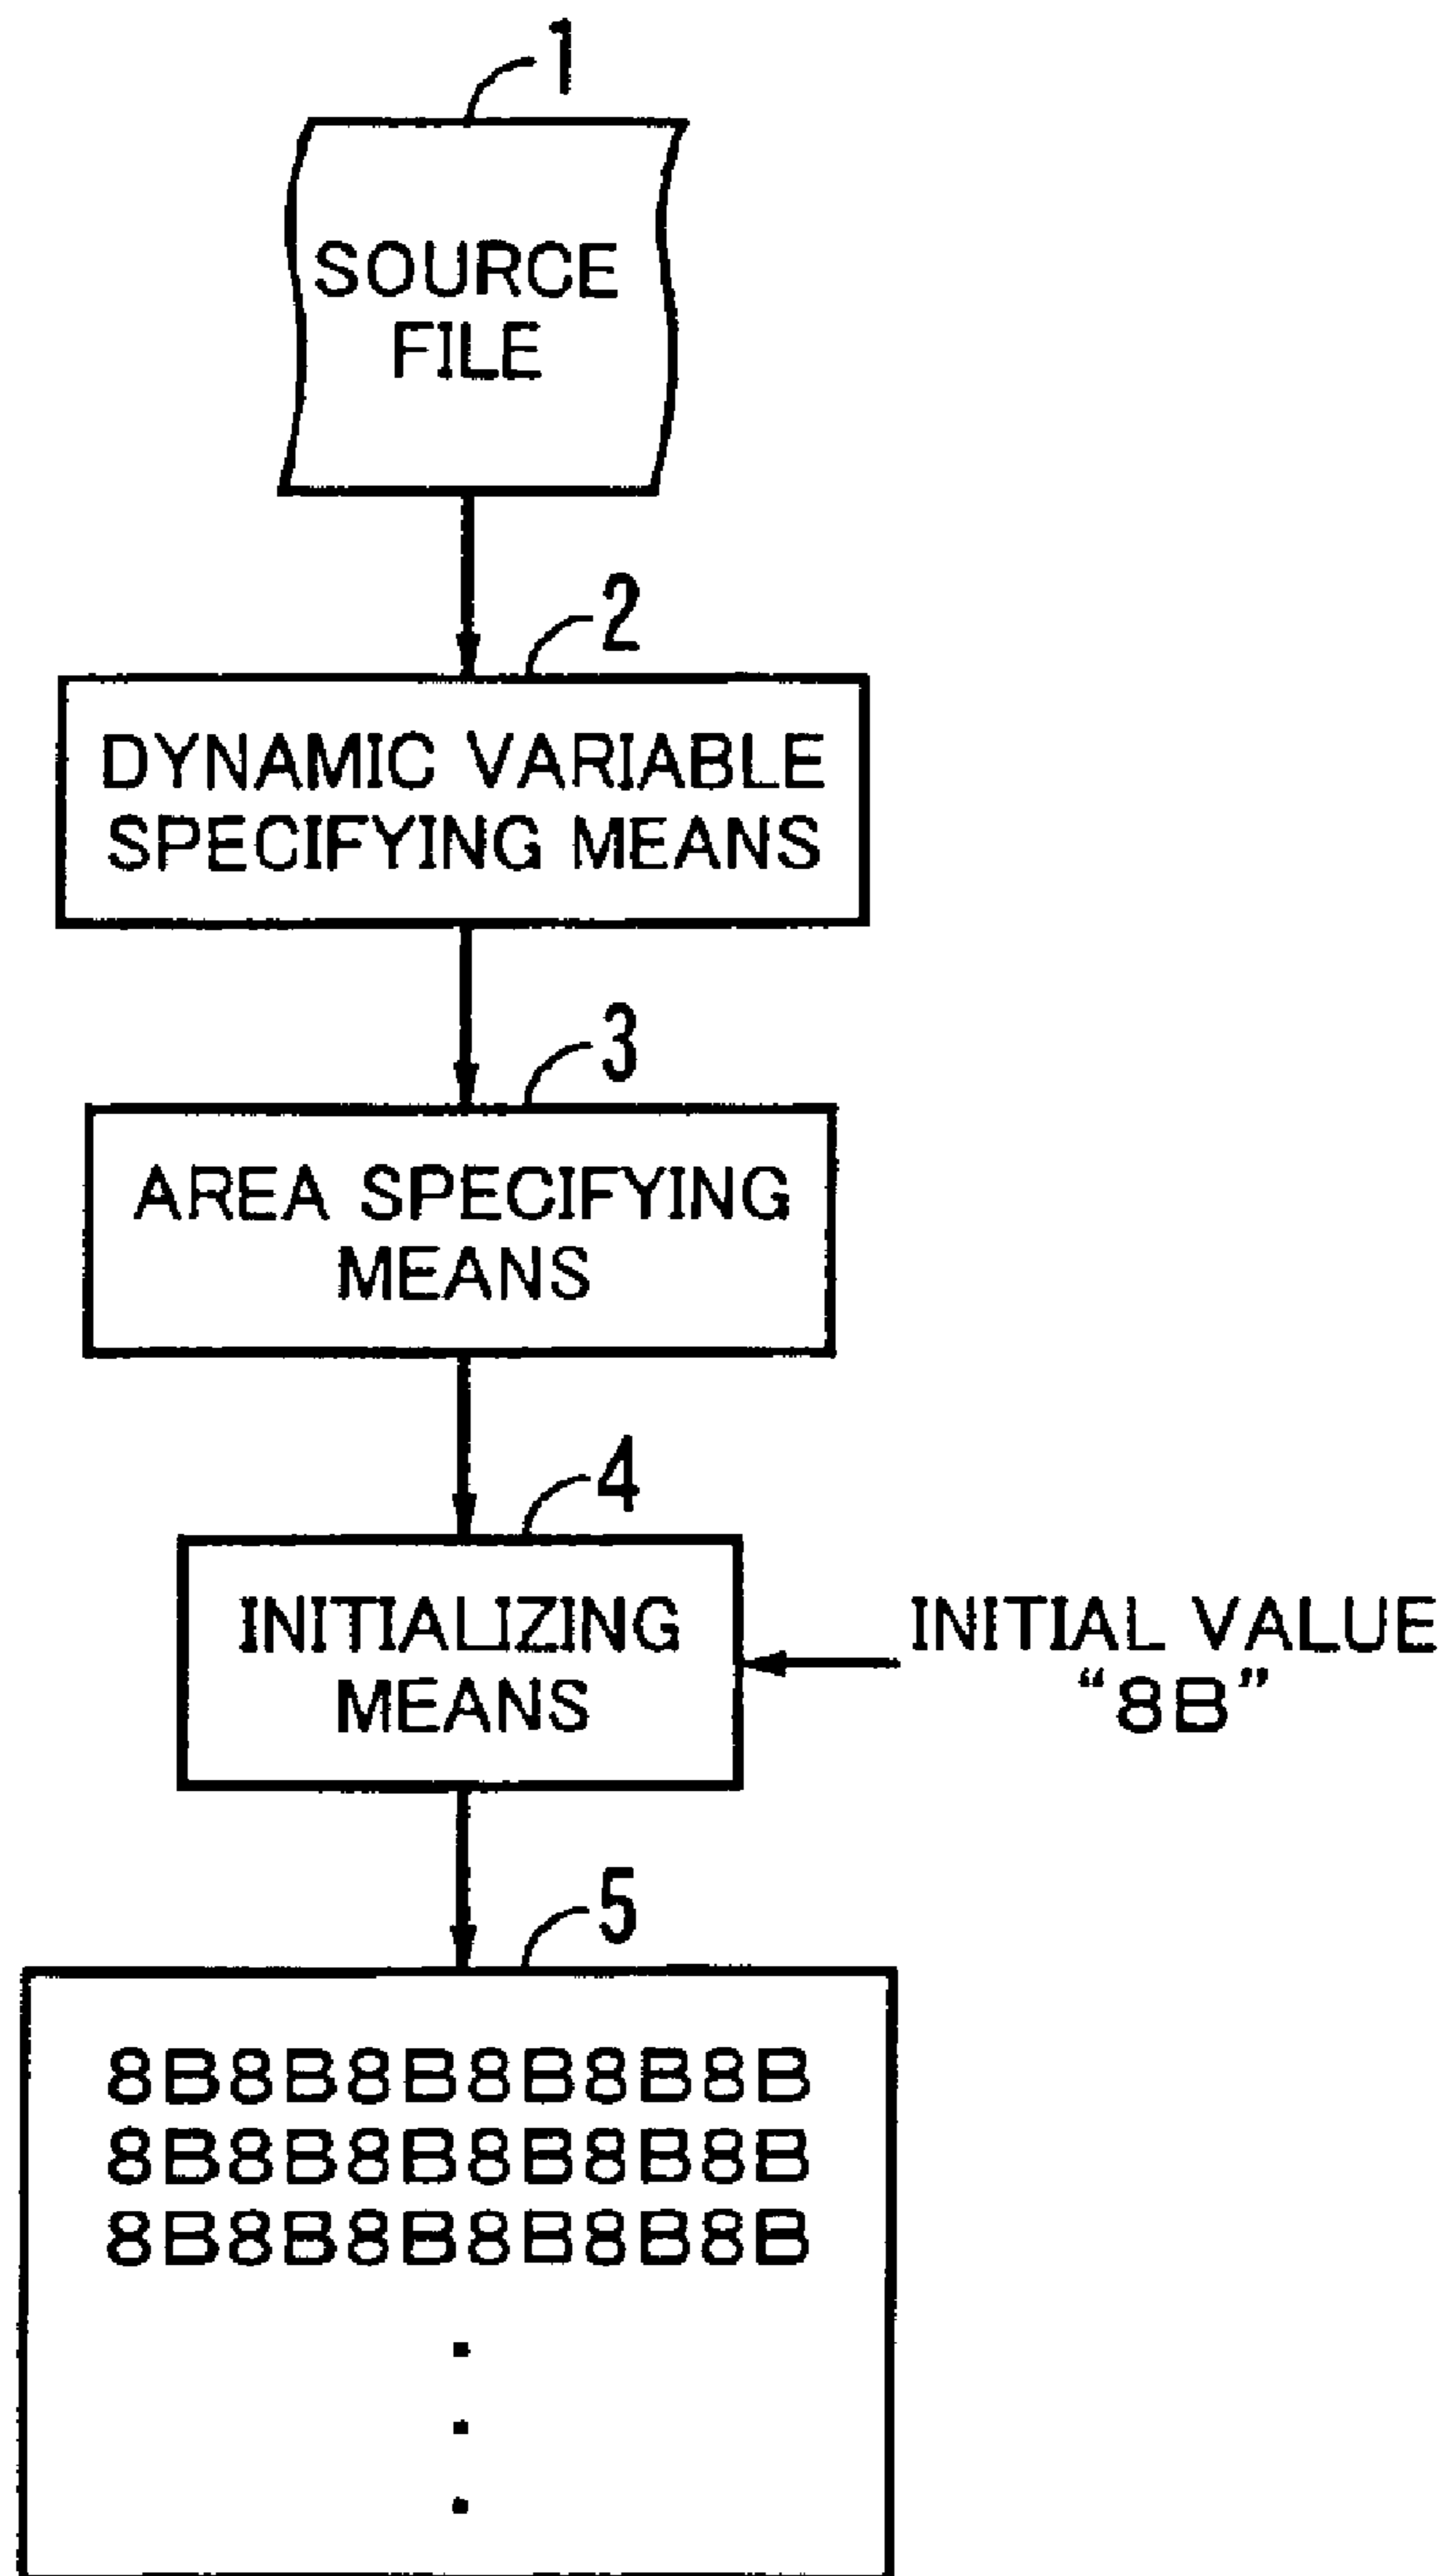 1
SOURCE
FILE
2
DYNAMIC VARIABLE
SPECIFYING MEANS
3
AREA SPECIFYING
MEANS
4
INITIALIZING
MEANS
INITIAL VALUE
“8B”
5
8B8B8B8B8B8B
8B8B8B8B8B8B
8B8B8B8B8B8B